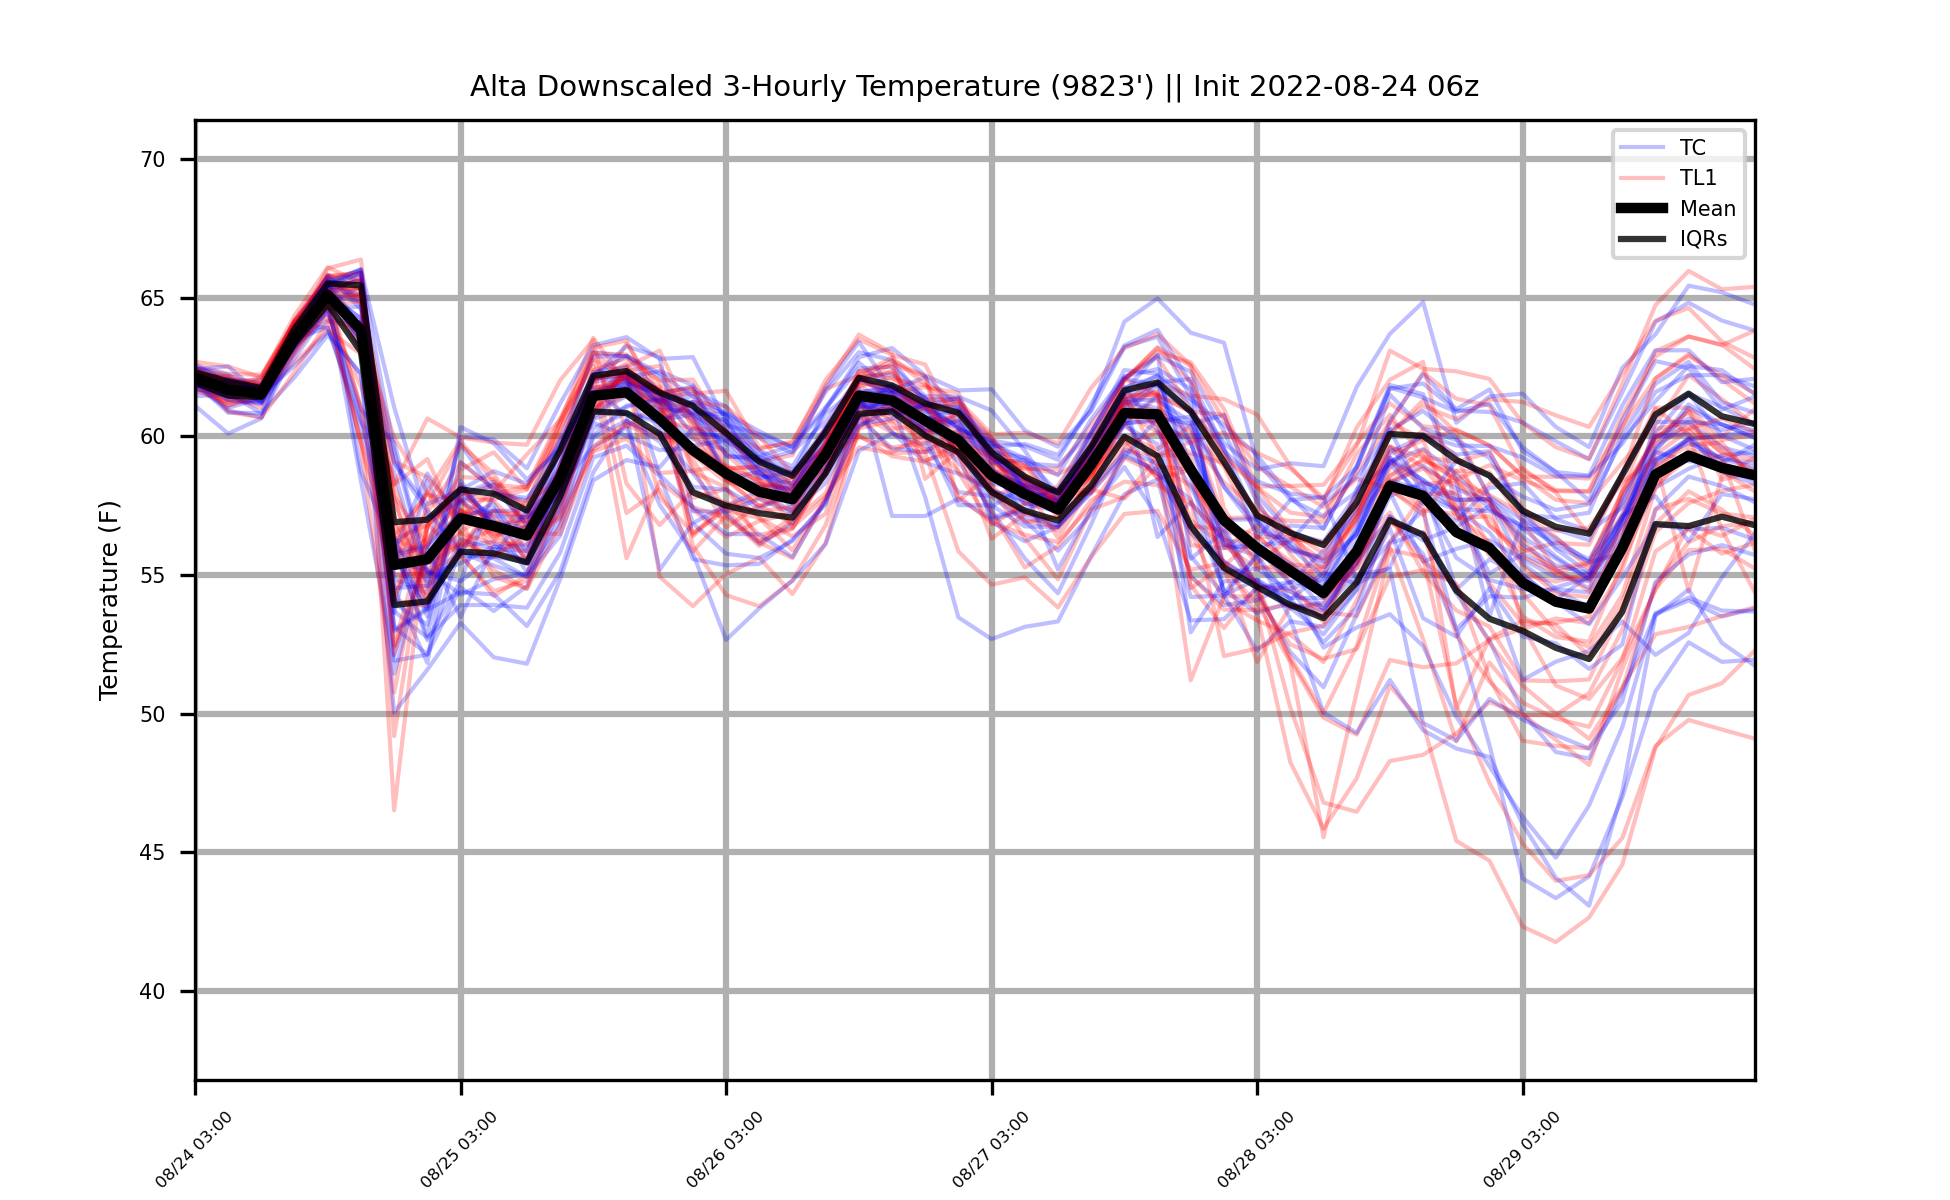 Alta Downscaled 3-Hourly Temperature (9823') || Init 2022-08-24 06z
TC
TL1
Mean
IQRs
Temperature (F)
70
65
60
55
50
45
40
08/24 03:00
08/25 03:00
08/26 03:00
08/27 03:00
08/28 03:00
08/29 03:00